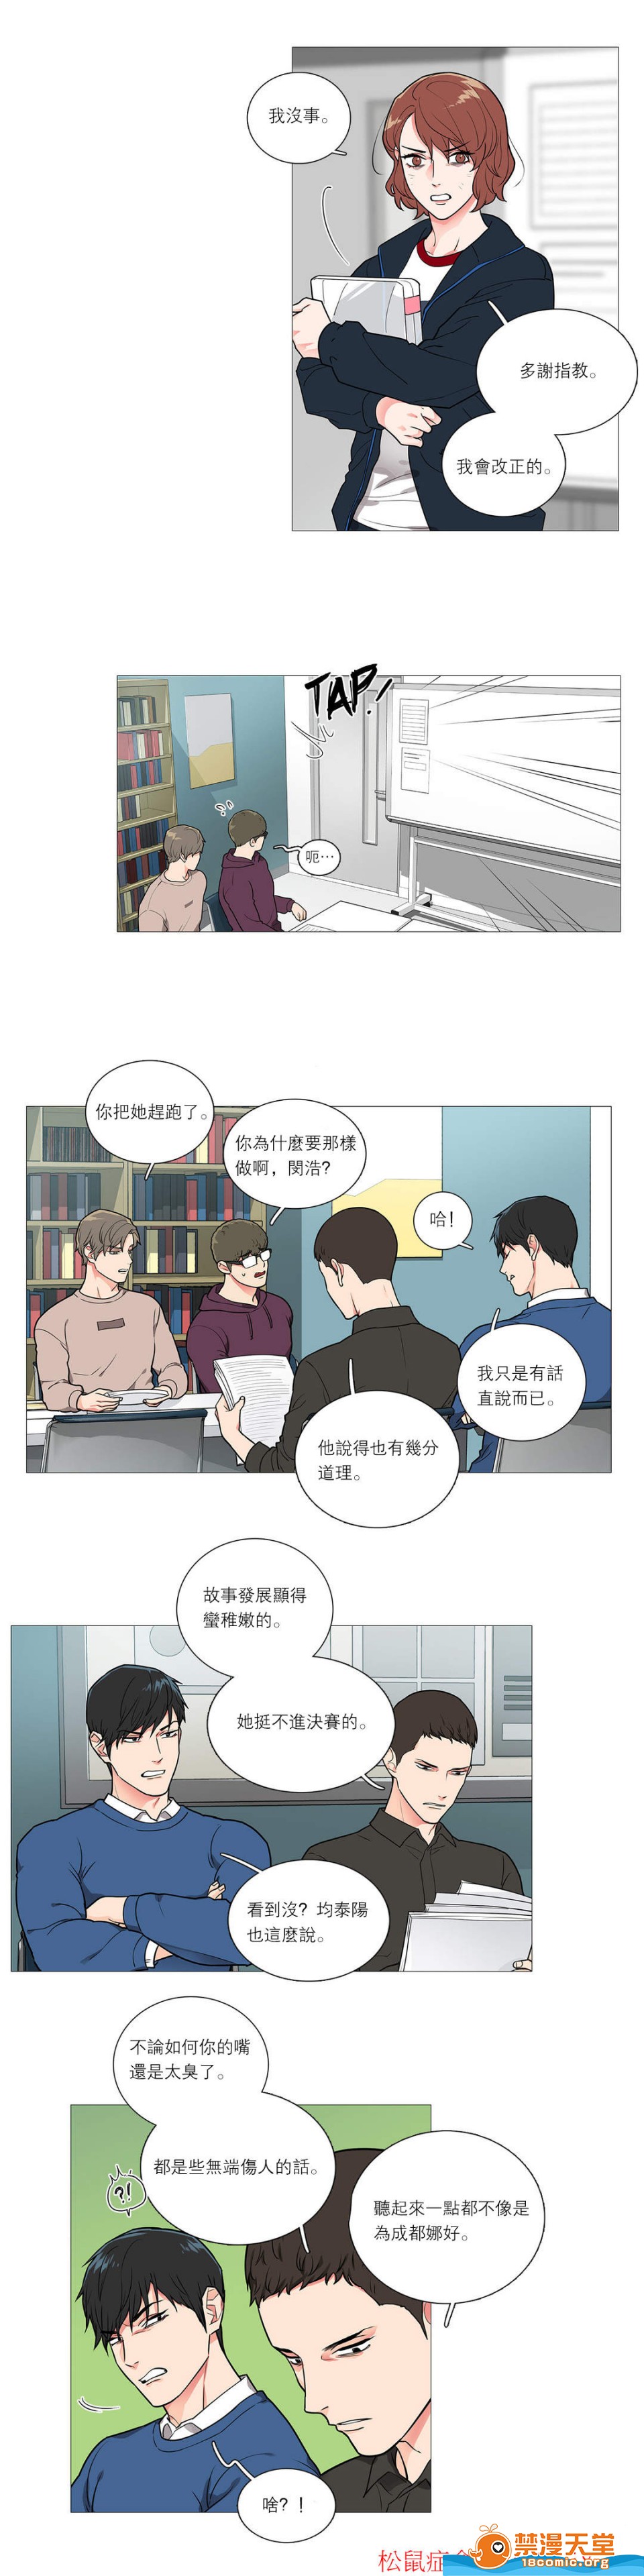 我沒事。
多謝指教。
我會改正的。
TAP!
呃…
你把她趕跑了。
你為什麼要那樣
做啊，閔浩?
哈!
我只是有話
直說而已。
他說得也有幾分
道理。
故事發展顯得
蠻稚嫩的。
她挺不進決賽的。
看到沒? 均泰陽
也這麼說。
不論如何你的嘴
還是太臭了。
都是些無端傷人的話。
?!
聽起來一點都不像是
為成都娜好。
啥?!
松鼠症
禁漫天堂
18comic.org